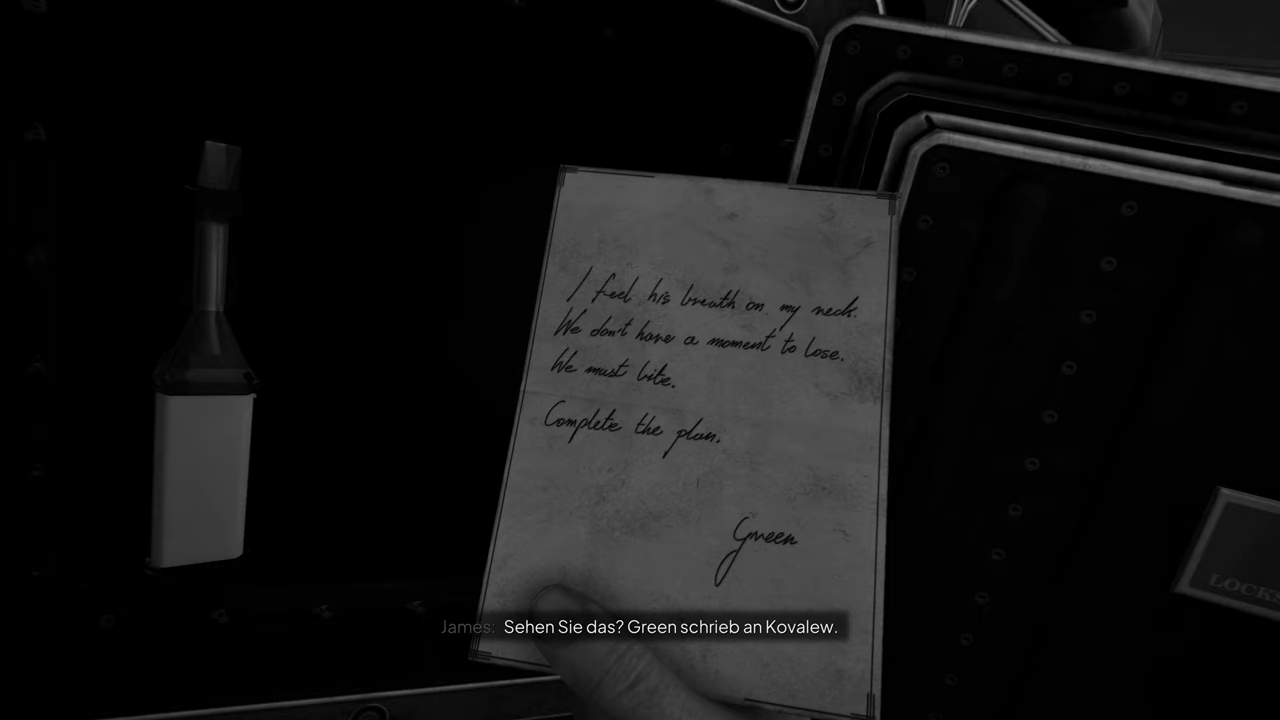 I feel his breath on my neck.
We don't have a moment to lose.
We must bite.
Complete the plan.
Green
James: Sehen Sie das? Green schrieb an Kovalew.